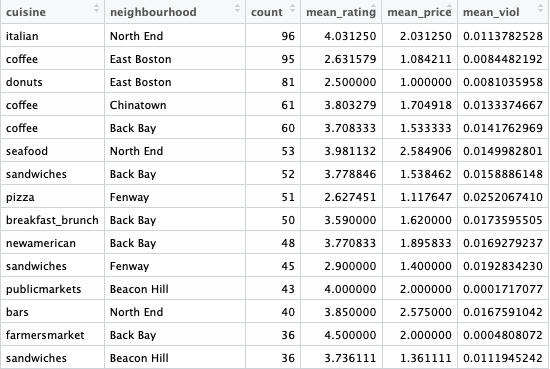 cuisine neighbourhood count mean_rating mean_price mean_viol
italian North End 96 4.031250 2.031250 0.0113782528
coffee East Boston 95 2.631579 1.084211 0.0084482192
donuts East Boston 81 2.500000 1.000000 0.0081035958
coffee Chinatown 61 3.803279 1.704918 0.0133374667
coffee Back Bay 60 3.708333 1.533333 0.0141762969
seafood North End 53 3.981132 2.584906 0.0149982801
sandwiches Back Bay 52 3.778846 1.538462 0.0158886148
pizza Fenway 51 2.627451 1.117647 0.0252067410
breakfast_brunch Back Bay 50 3.590000 1.620000 0.0173595505
newamerican Back Bay 48 3.770833 1.895833 0.0169279237
sandwiches Fenway 45 2.900000 1.400000 0.0192834230
publicmarkets Beacon Hill 43 4.000000 2.000000 0.0001717077
bars North End 40 3.850000 2.575000 0.0167591042
farmersmarket Back Bay 36 4.500000 2.000000 0.0004808072
sandwiches Beacon Hill 36 3.736111 1.361111 0.0111945242